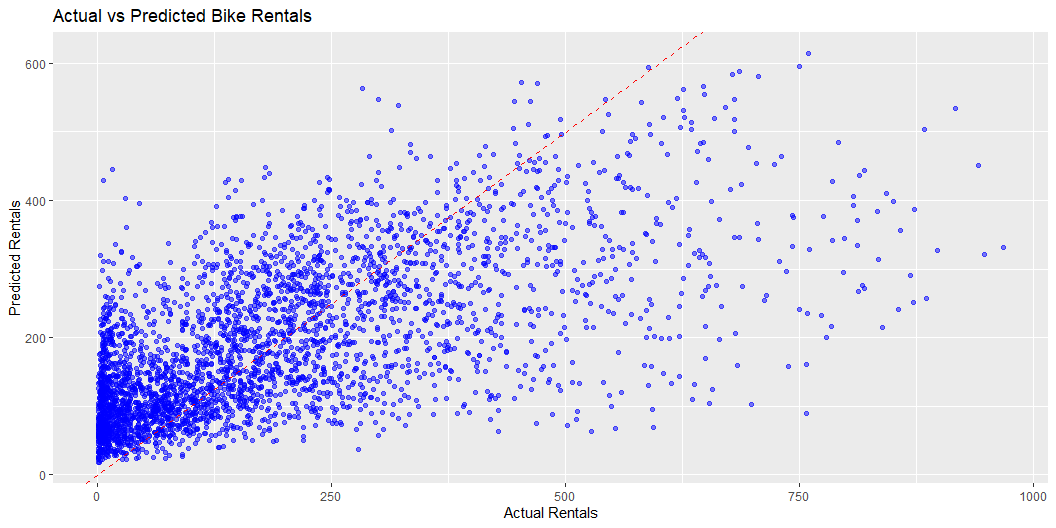 Actual vs Predicted Bike Rentals
600
400
200
0
Predicted Rentals
0 250 500 750 1000
Actual Rentals